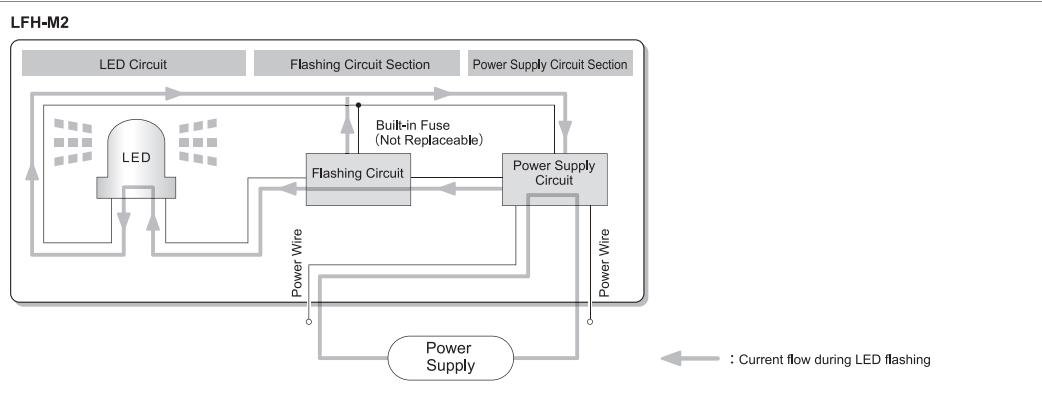 LFH-M2
LED Circuit
Flashing Circuit Section
Power Supply Circuit Section
Built-in Fuse
(Not Replaceable)
LED
Flashing Circuit
Power Supply
Circuit
Power Wire
Power Wire
Power
Supply
: Current flow during LED flashing